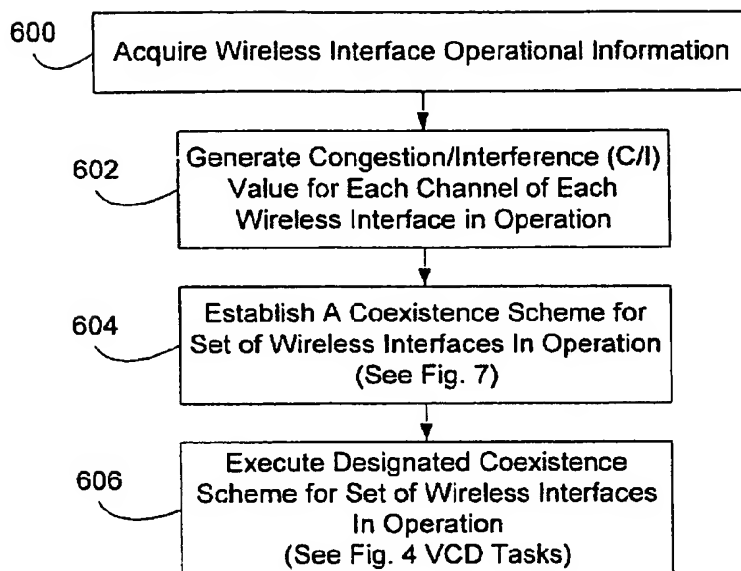 600
Acquire Wireless Interface Operational Information
602
Generate Congestion/Interference (C/I)
Value for Each Channel of Each
Wireless Interface in Operation
604
Establish A Coexistence Scheme for
Set of Wireless Interfaces In Operation
(See Fig. 7)
606
Execute Designated Coexistence
Scheme for Set of Wireless Interfaces
In Operation
(See Fig. 4 VCD Tasks)